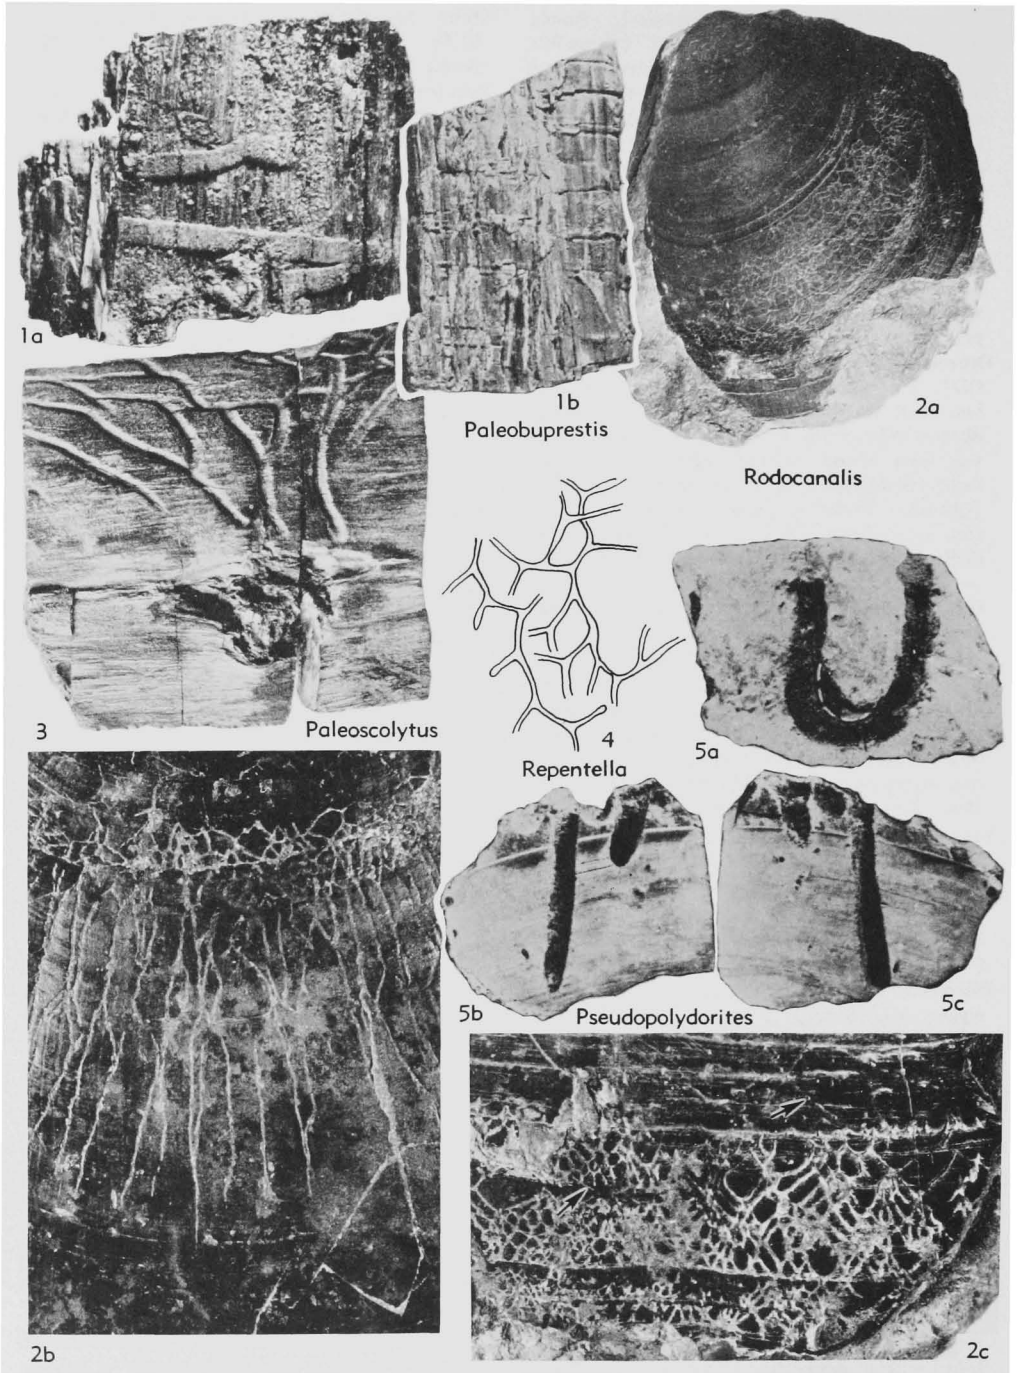 1a
1b
Paleobuprestis
2a
Rodocanalis
3
Paleoscolytus
4
Repentella
5a
5b
Pseudopolydorites
5c
2b
2c